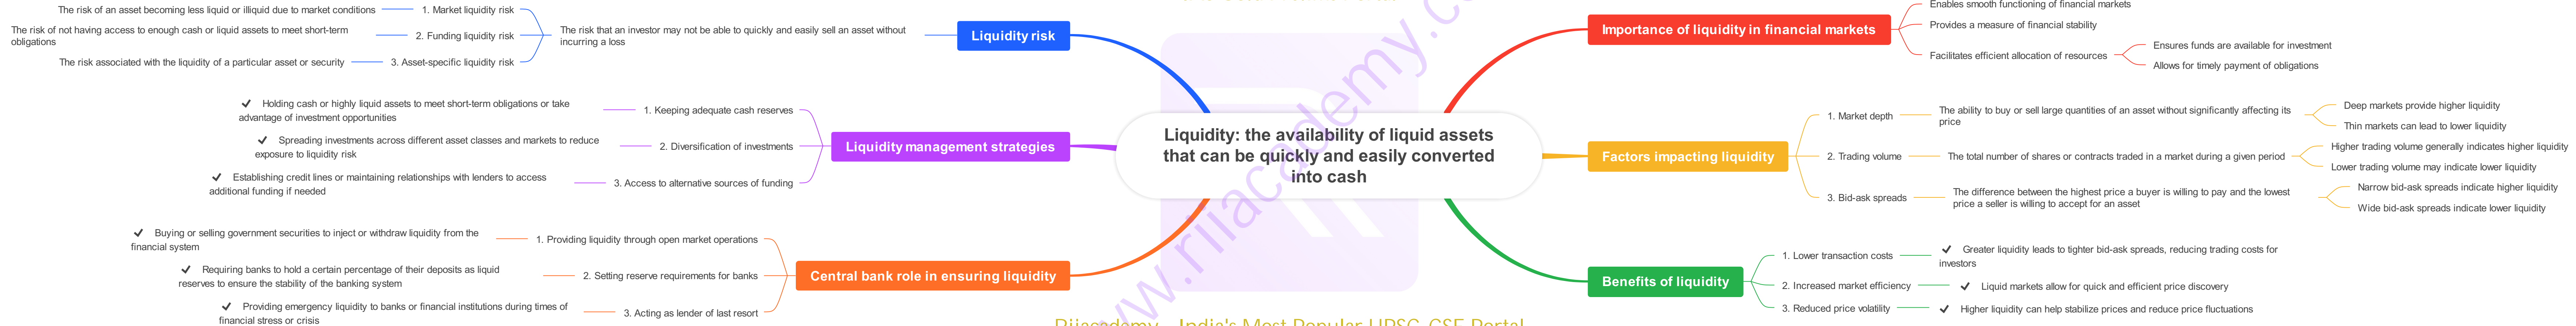 Liquidity: the availability of liquid assets
that can be quickly and easily converted
into cash
Importance of liquidity in financial markets
Enables smooth functioning of financial markets
Provides a measure of financial stability
Facilitates efficient allocation of resources
Ensures funds are available for investment
Allows for timely payment of obligations
Factors impacting liquidity
1. Market depth
The ability to buy or sell large quantities of an asset without significantly affecting its
price
Deep markets provide higher liquidity
Thin markets can lead to lower liquidity
2. Trading volume
The total number of shares or contracts traded in a market during a given period
Higher trading volume generally indicates higher liquidity
Lower trading volume may indicate lower liquidity
3. Bid-ask spreads
The difference between the highest price a buyer is willing to pay and the lowest
price a seller is willing to accept for an asset
Narrow bid-ask spreads indicate higher liquidity
Wide bid-ask spreads indicate lower liquidity
Benefits of liquidity
1. Lower transaction costs
✔ Greater liquidity leads to tighter bid-ask spreads, reducing trading costs for
investors
2. Increased market efficiency
✔ Liquid markets allow for quick and efficient price discovery
3. Reduced price volatility
✔ Higher liquidity can help stabilize prices and reduce price fluctuations
Liquidity risk
The risk that an investor may not be able to quickly and easily sell an asset without
incurring a loss
1. Market liquidity risk
The risk of an asset becoming less liquid or illiquid due to market conditions
2. Funding liquidity risk
The risk of not having access to enough cash or liquid assets to meet short-term
obligations
3. Asset-specific liquidity risk
The risk associated with the liquidity of a particular asset or security
Liquidity management strategies
1. Keeping adequate cash reserves
✔ Holding cash or highly liquid assets to meet short-term obligations or take
advantage of investment opportunities
2. Diversification of investments
✔ Spreading investments across different asset classes and markets to reduce
exposure to liquidity risk
3. Access to alternative sources of funding
✔ Establishing credit lines or maintaining relationships with lenders to access
additional funding if needed
Central bank role in ensuring liquidity
1. Providing liquidity through open market operations
✔ Buying or selling government securities to inject or withdraw liquidity from the
financial system
2. Setting reserve requirements for banks
✔ Requiring banks to hold a certain percentage of their deposits as liquid
reserves to ensure the stability of the banking system
3. Acting as lender of last resort
✔ Providing emergency liquidity to banks or financial institutions during times of
financial stress or crisis
India's Most Popular UPSC-CSE Portal